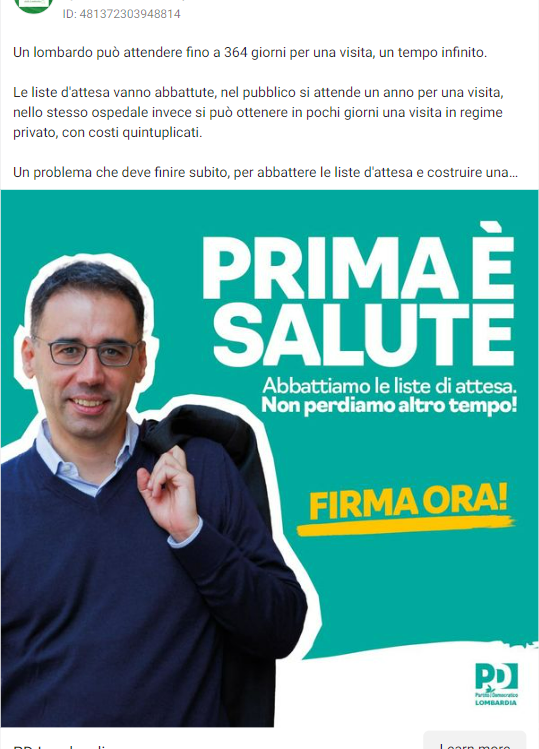 ID: 481372303948814
Un lombardo può attendere fino a 364 giorni per una visita, un tempo infinito.
Le liste d'attesa vanno abbattute, nel pubblico si attende un anno per una visita,
nello stesso ospedale invece si può ottenere in pochi giorni una visita in regime
privato, con costi quintuplicati.
Un problema che deve finire subito, per abbattere le liste d'attesa e costruire una...
PRIMA È
SALUTE
Abbattiamo le liste di attesa.
Non perdiamo altro tempo!
FIRMA ORA!
PD
Partito Democratico
LOMBARDIA
Learn more